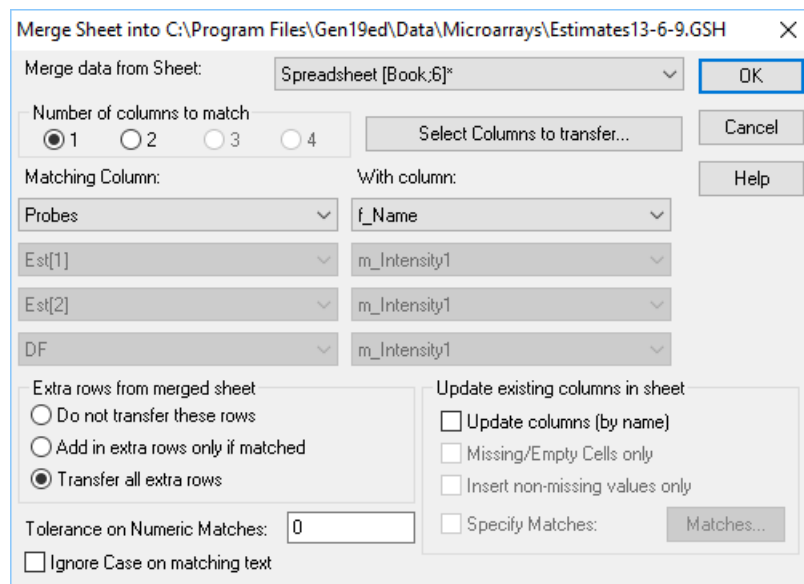 Merge Sheet into C:\Program Files\Gen19ed\Data\Microarrays\Estimates13-6-9.GSH
Merge data from Sheet: Spreadsheet [Book;6]* OK
Number of columns to match
1 2 3 4 Select Columns to transfer... Cancel
Matching Column: With column: Help
Probes f_Name
Est[1] m_Intensity1
Est[2] m_Intensity1
DF m_Intensity1
Extra rows from merged sheet Update existing columns in sheet
Do not transfer these rows Update columns (by name)
Add in extra rows only if matched Missing/Empty Cells only
Transfer all extra rows Insert non-missing values only
Tolerance on Numeric Matches: 0 Specify Matches: Matches...
Ignore Case on matching text